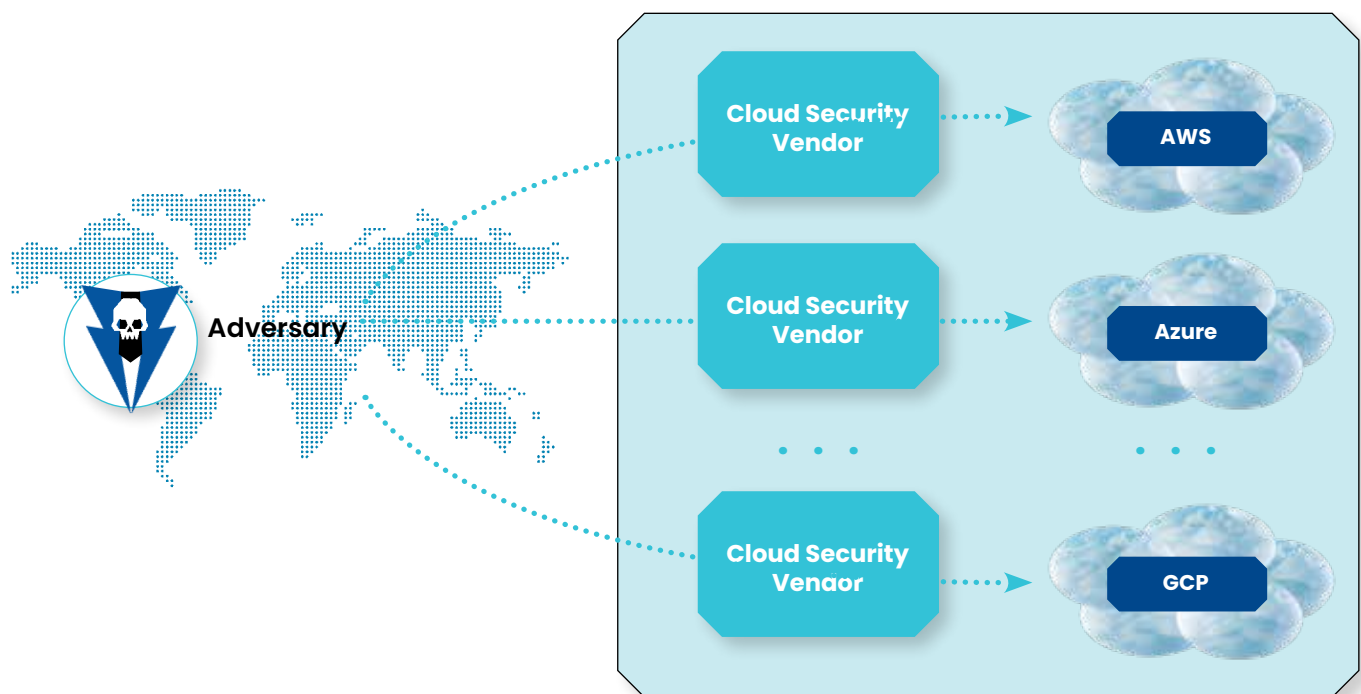 Cloud Security
Vendor
AWS
Adversary
Cloud Security
Vendor
Azure
Cloud Security
Vendor
GCP